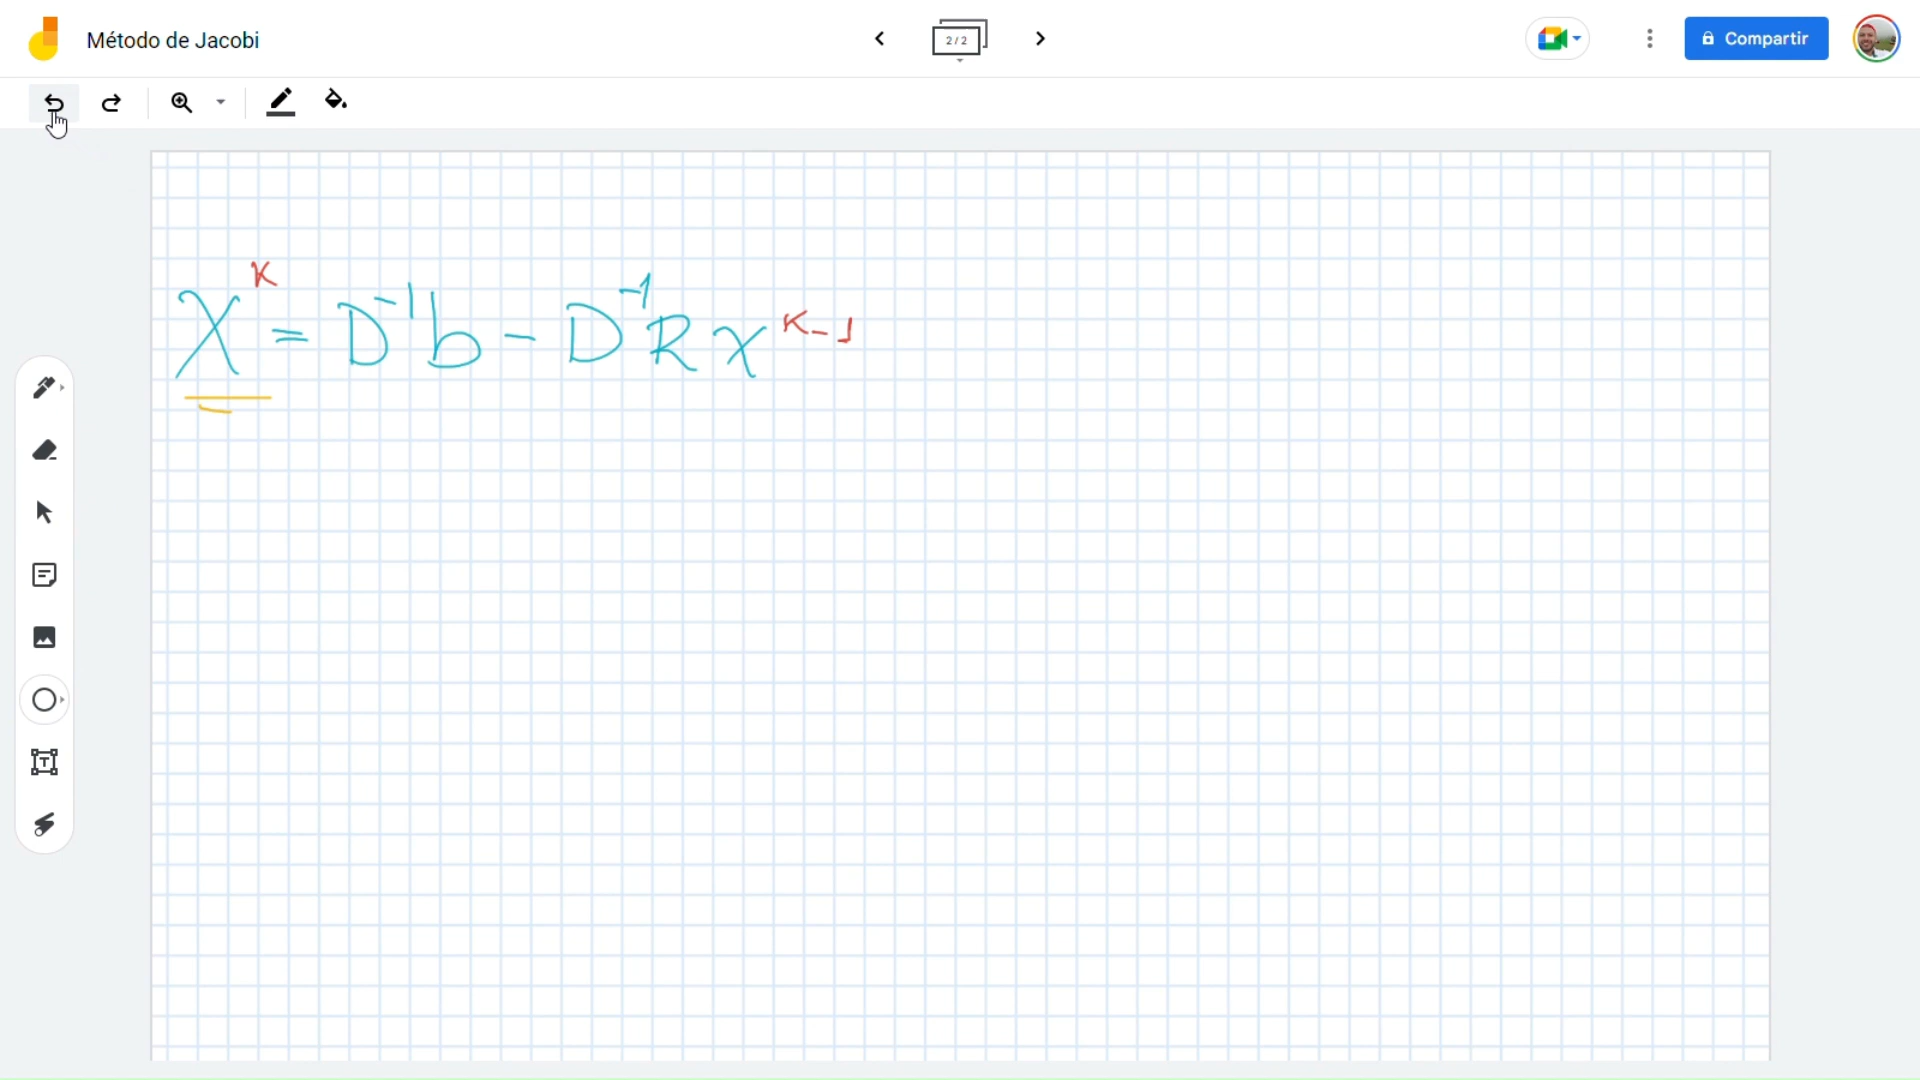 Método de Jacobi
2 / 2
Compartir
X^K = D^-1 b - D^-1 R x^K-1